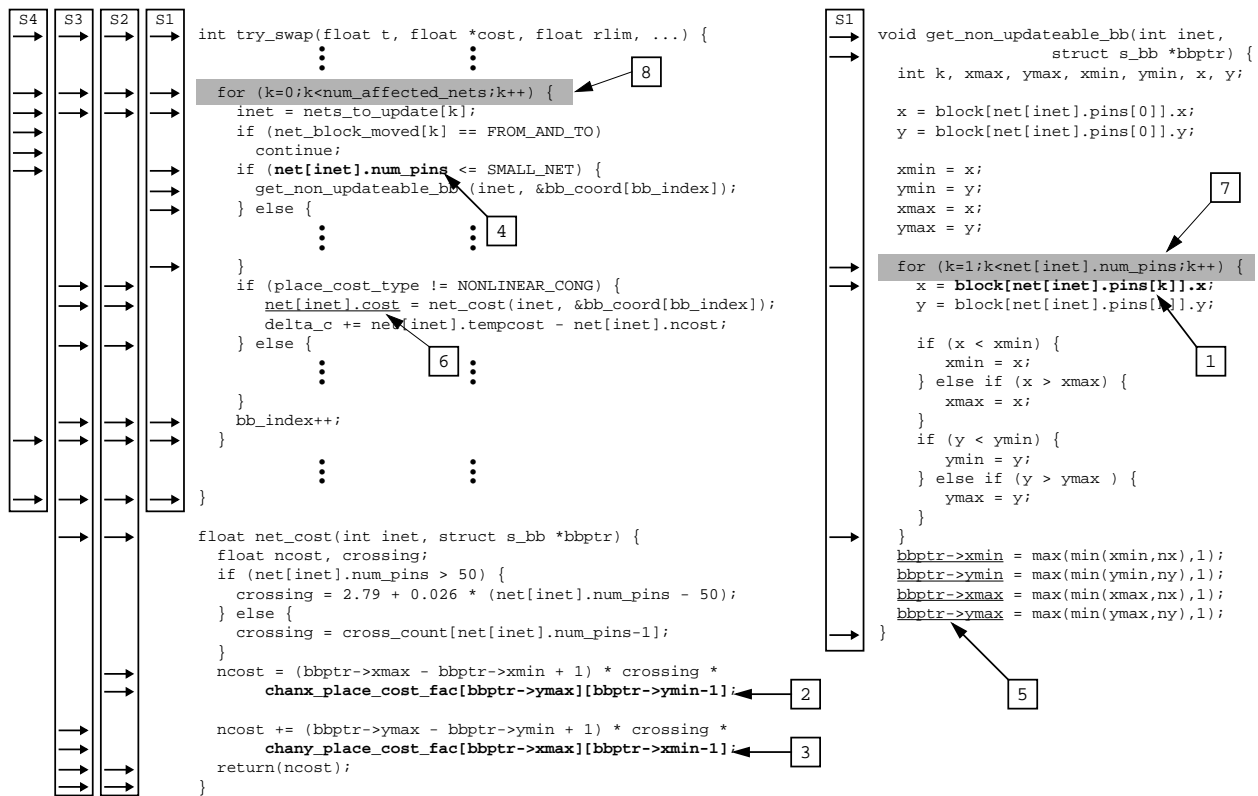 S4 S3 S2 S1
int try_swap(float t, float *cost, float rlim, ...) {
8
for (k=0;k<num_affected_nets;k++) {
inet = nets_to_update[k];
if (net_block_moved[k] == FROM_AND_TO)
continue;
if (net[inet].num_pins <= SMALL_NET) {
get_non_updateable_bb (inet, &bb_coord[bb_index]);
} else {
4
}
if (place_cost_type != NONLINEAR_CONG) {
net[inet].cost = net_cost(inet, &bb_coord[bb_index]);
delta_c += net[inet].tempcost - net[inet].ncost;
} else {
6
}
bb_index++;
}
}
float net_cost(int inet, struct s_bb *bbptr) {
float ncost, crossing;
if (net[inet].num_pins > 50) {
crossing = 2.79 + 0.026 * (net[inet].num_pins - 50);
} else {
crossing = cross_count[net[inet].num_pins-1];
}
ncost = (bbptr->xmax - bbptr->xmin + 1) * crossing *
chanx_place_cost_fac[bbptr->ymax][bbptr->ymin-1];
2
ncost += (bbptr->ymax - bbptr->ymin + 1) * crossing *
chany_place_cost_fac[bbptr->xmax][bbptr->xmin-1];
3
return(ncost);
}
S1
void get_non_updateable_bb(int inet,
struct s_bb *bbptr) {
int k, xmax, ymax, xmin, ymin, x, y;
x = block[net[inet].pins[0]].x;
y = block[net[inet].pins[0]].y;
xmin = x;
ymin = y;
xmax = x;
ymax = y;
7
for (k=1;k<net[inet].num_pins;k++) {
x = block[net[inet].pins[k]].x;
y = block[net[inet].pins[k]].y;
if (x < xmin) {
xmin = x;
1
} else if (x > xmax) {
xmax = x;
}
if (y < ymin) {
ymin = y;
} else if (y > ymax ) {
ymax = y;
}
}
bbptr->xmin = max(min(xmin,nx),1);
bbptr->ymin = max(min(ymin,ny),1);
bbptr->xmax = max(min(xmax,nx),1);
bbptr->ymax = max(min(ymax,ny),1);
}
5